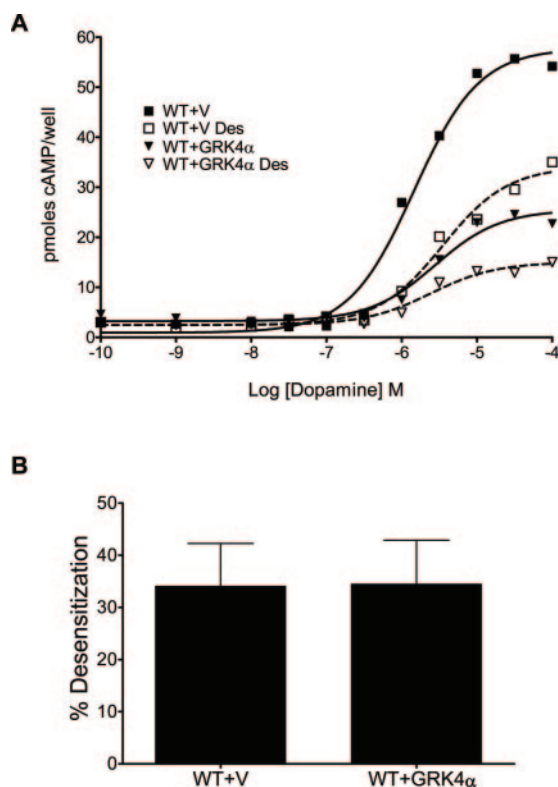 A
60
50
40
30
20
10
0
pmoles cAMP/well
WT+V
WT+V Des
WT+GRK4α
WT+GRK4α Des
-10 -9 -8 -7 -6 -5 -4
Log [Dopamine] M
B
50
40
30
20
10
0
% Desensitization
WT+V WT+GRK4α